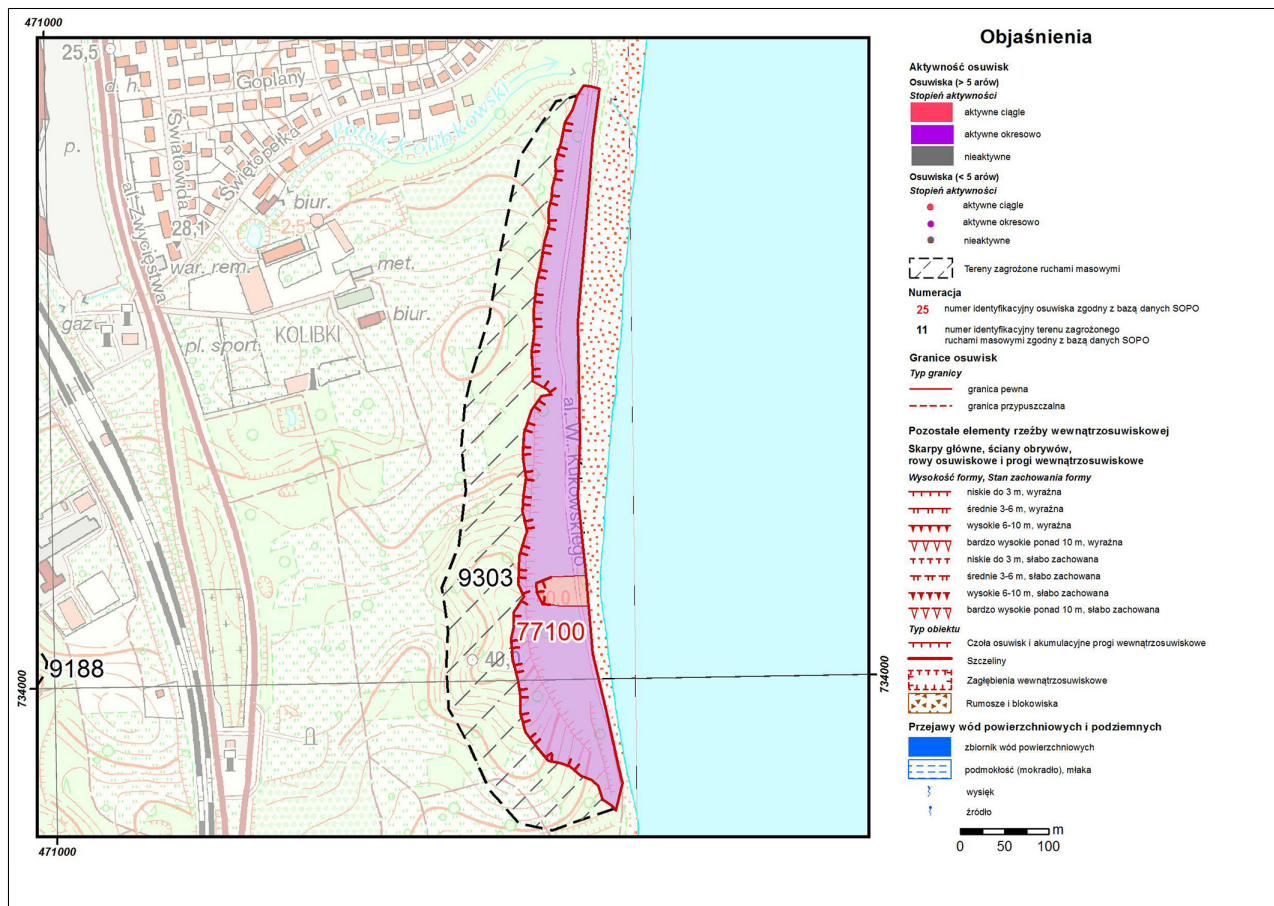 471000
25,5
d. h.
Goplany
Światowida
Świętopełka
Potok Kolibkowski
p.
al. Zwycięstwa
biur.
28,1
2,5
war. rem.
met.
gaz
pl. sport.
KOLIBKI
biur.
al. W. Kukowskiego
9303
0,0
77100
40,0
9188
734000
734000
471000
Objaśnienia
Aktywność osuwisk
Osuwiska (> 5 arów)
Stopień aktywności
aktywne ciągle
aktywne okresowo
nieaktywne
Osuwiska (< 5 arów)
Stopień aktywności
aktywne ciągle
aktywne okresowo
nieaktywne
Tereny zagrożone ruchami masowymi
Numeracja
25 numer identyfikacyjny osuwiska zgodny z bazą danych SOPO
11 numer identyfikacyjny terenu zagrożonego
ruchami masowymi zgodny z bazą danych SOPO
Granice osuwisk
Typ granicy
granica pewna
granica przypuszczalna
Pozostałe elementy rzeźby wewnątrzosuwiskowej
Skarpy główne, ściany obrywów,
rowy osuwiskowe i progi wewnątrzosuwiskowe
Wysokość formy, Stan zachowania formy
niskie do 3 m, wyraźna
średnie 3-6 m, wyraźna
wysokie 6-10 m, wyraźna
bardzo wysokie ponad 10 m, wyraźna
niskie do 3 m, słabo zachowana
średnie 3-6 m, słabo zachowana
wysokie 6-10 m, słabo zachowana
bardzo wysokie ponad 10 m, słabo zachowana
Typ obiektu
Czoła osuwisk i akumulacyjne progi wewnątrzosuwiskowe
Szczeliny
Zagłębienia wewnątrzosuwiskowe
Rumosze i blokowiska
Przejawy wód powierzchniowych i podziemnych
zbiornik wód powierzchniowych
podmokłość (mokradło), młaka
wysięk
źródło
m
0 50 100